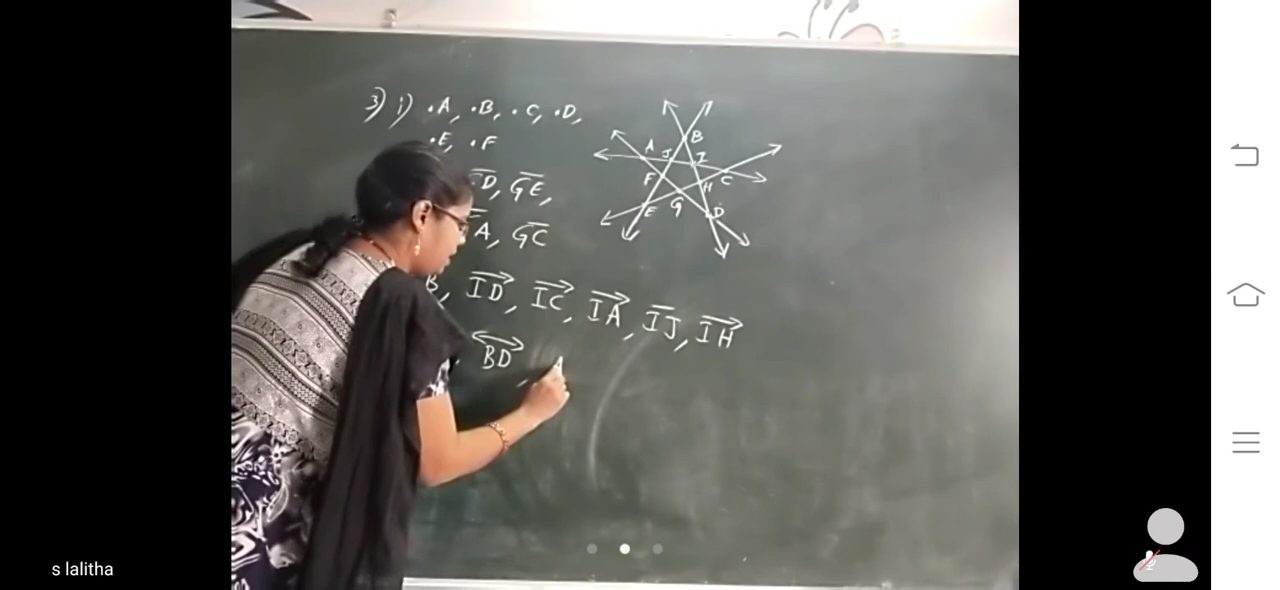 3) i) •A, •B, •C, •D,
•E, •F
D, GE,
A, GC
B, ID, IC, IA, IJ, IH
BD,
B
A J I
F H C
E G D
s lalitha